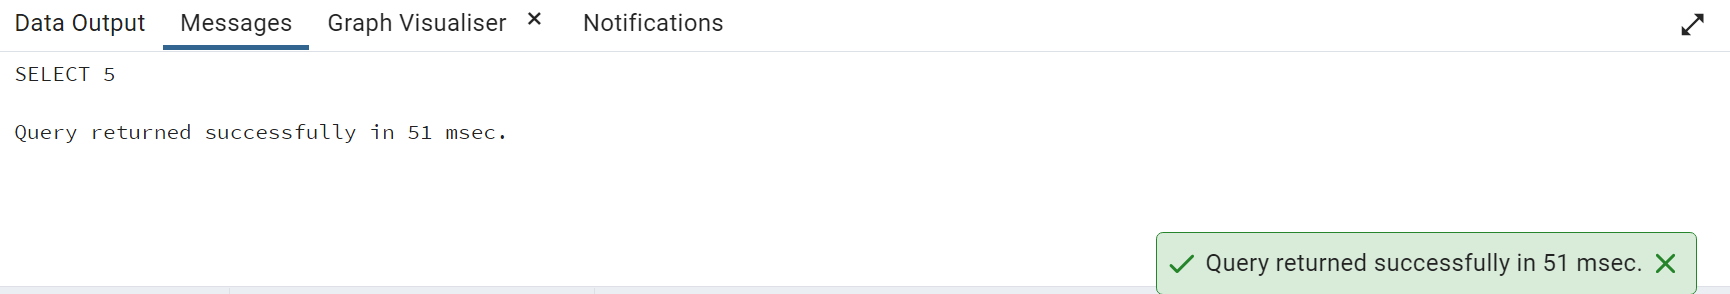 Data Output Messages Graph Visualiser × Notifications
SELECT 5
Query returned successfully in 51 msec.
Query returned successfully in 51 msec.